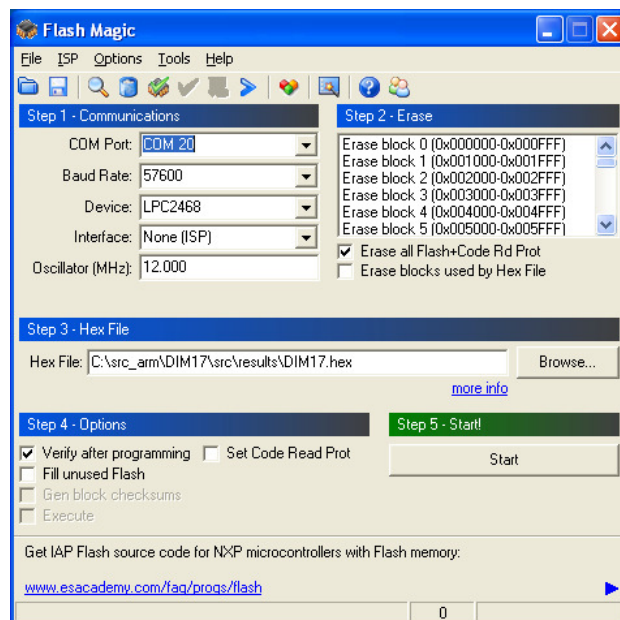 Flash Magic
File ISP Options Tools Help
Step 1 - Communications
COM Port: COM 20
Baud Rate: 57600
Device: LPC2468
Interface: None (ISP)
Oscillator (MHz): 12.000
Step 2 - Erase
Erase block 0 (0x000000-0x000FFF)
Erase block 1 (0x001000-0x001FFF)
Erase block 2 (0x002000-0x002FFF)
Erase block 3 (0x003000-0x003FFF)
Erase block 4 (0x004000-0x004FFF)
Erase block 5 (0x005000-0x005FFF)
Erase all Flash+Code Rd Prot
Erase blocks used by Hex File
Step 3 - Hex File
Hex File: C:\src_arm\DIM17\src\results\DIM17.hex Browse...
more info
Step 4 - Options
Verify after programming Set Code Read Prot
Fill unused Flash
Gen block checksums
Execute
Step 5 - Start!
Start
Get IAP Flash source code for NXP microcontrollers with Flash memory:
www.esacademy.com/faq/progs/flash
0